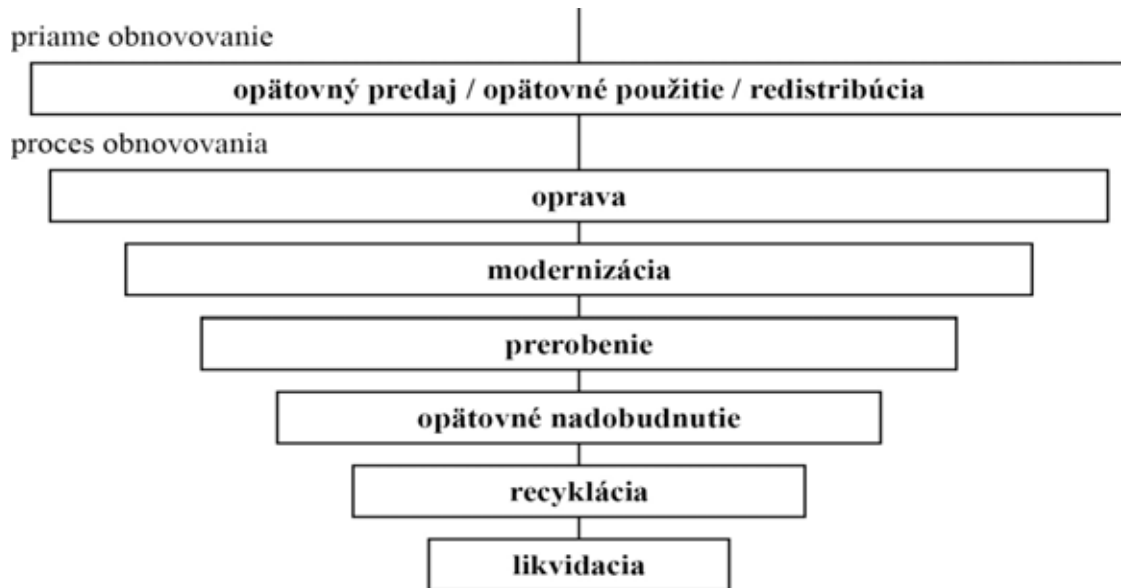 priame obnovovanie
opätovný predaj / opätovné použitie / redistribúcia
proces obnovovania
oprava
modernizácia
prerobenie
opätovné nadobudnutie
recyklácia
likvidacia